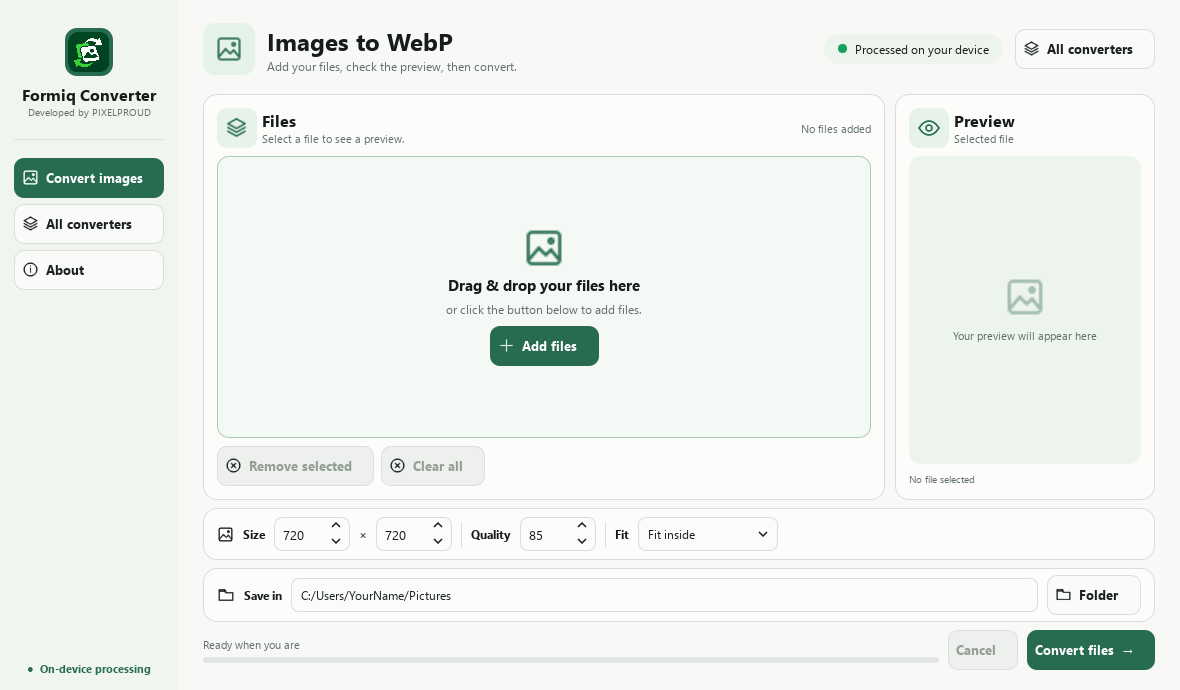 Formiq Converter
Developed by PIXELPROUD
Convert images
All converters
About
On-device processing
Images to WebP
Add your files, check the preview, then convert.
Processed on your device
All converters
Files
Select a file to see a preview.
No files added
Drag & drop your files here
or click the button below to add files.
Add files
Remove selected
Clear all
Preview
Selected file
Your preview will appear here
No file selected
Size 720 × 720 Quality 85 Fit Fit inside
Save in C:/Users/YourName/Pictures Folder
Ready when you are
Cancel
Convert files →